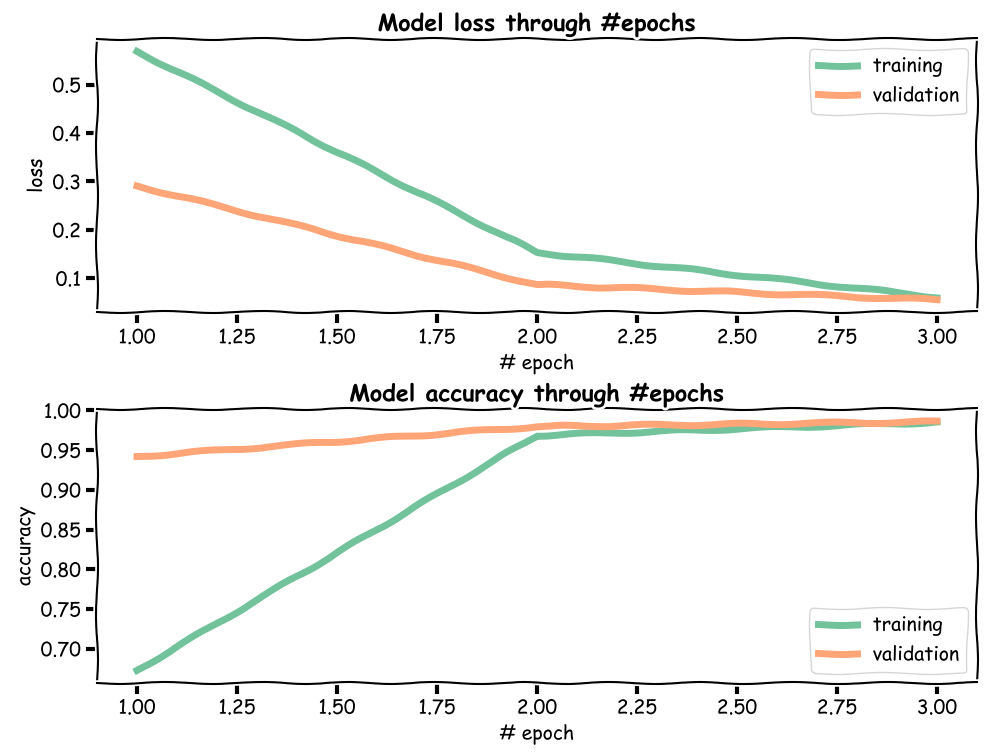 Model loss through #epochs
loss
0.5
0.4
0.3
0.2
0.1
training
validation
1.00 1.25 1.50 1.75 2.00 2.25 2.50 2.75 3.00
# epoch
Model accuracy through #epochs
accuracy
1.00
0.95
0.90
0.85
0.80
0.75
0.70
training
validation
1.00 1.25 1.50 1.75 2.00 2.25 2.50 2.75 3.00
# epoch